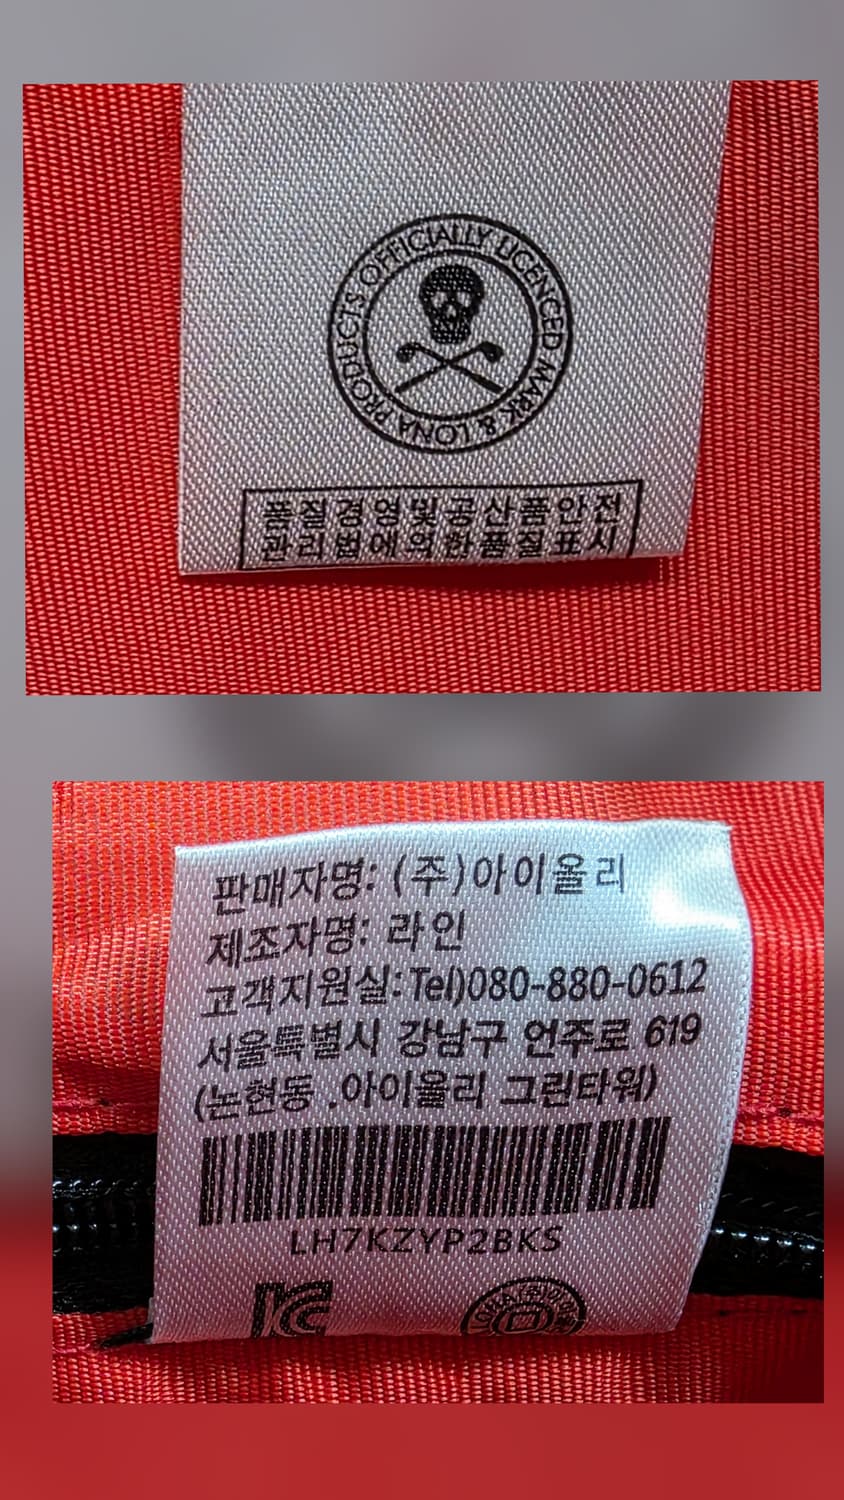 OFFICIALLY LICENCED MARK & LONA PRODUCTS
품질경영및공산품안전
관리법에의한품질표시
판매자명: (주)아이올리
제조자명: 라인
고객지원실:Tel)080-880-0612
서울특별시 강남구 언주로 619
(논현동 .아이올리 그린타워)
LH7KZYP2BKS